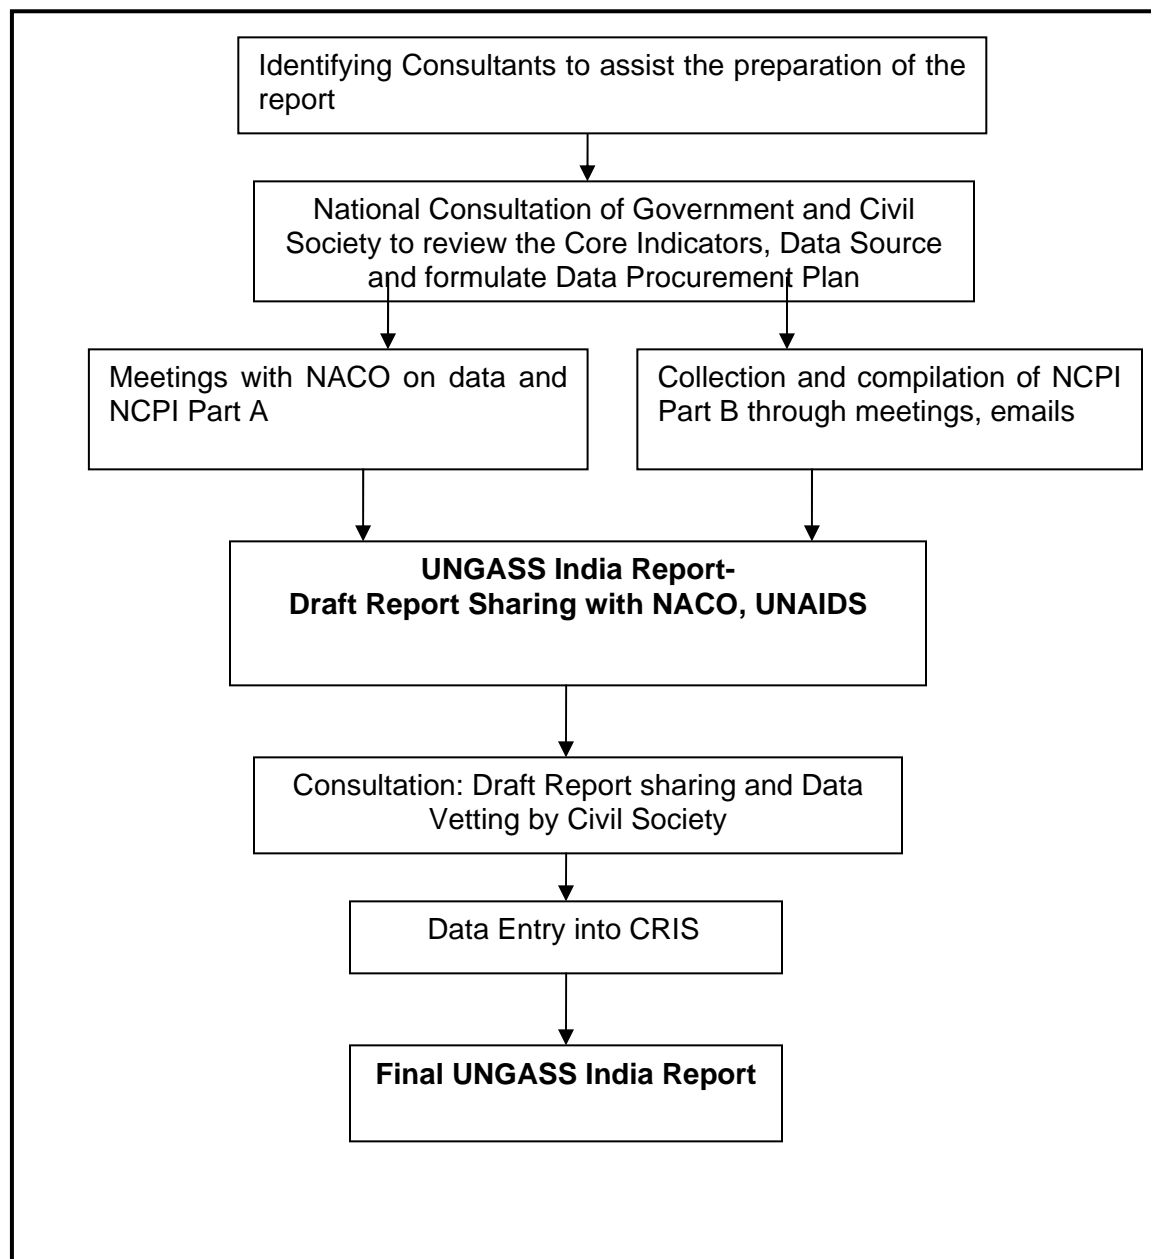 Identifying Consultants to assist the preparation of the
report
National Consultation of Government and Civil
Society to review the Core Indicators, Data Source
and formulate Data Procurement Plan
Meetings with NACO on data and
NCPI Part A
Collection and compilation of NCPI
Part B through meetings, emails
UNGASS India Report-
Draft Report Sharing with NACO, UNAIDS
Consultation: Draft Report sharing and Data
Vetting by Civil Society
Data Entry into CRIS
Final UNGASS India Report